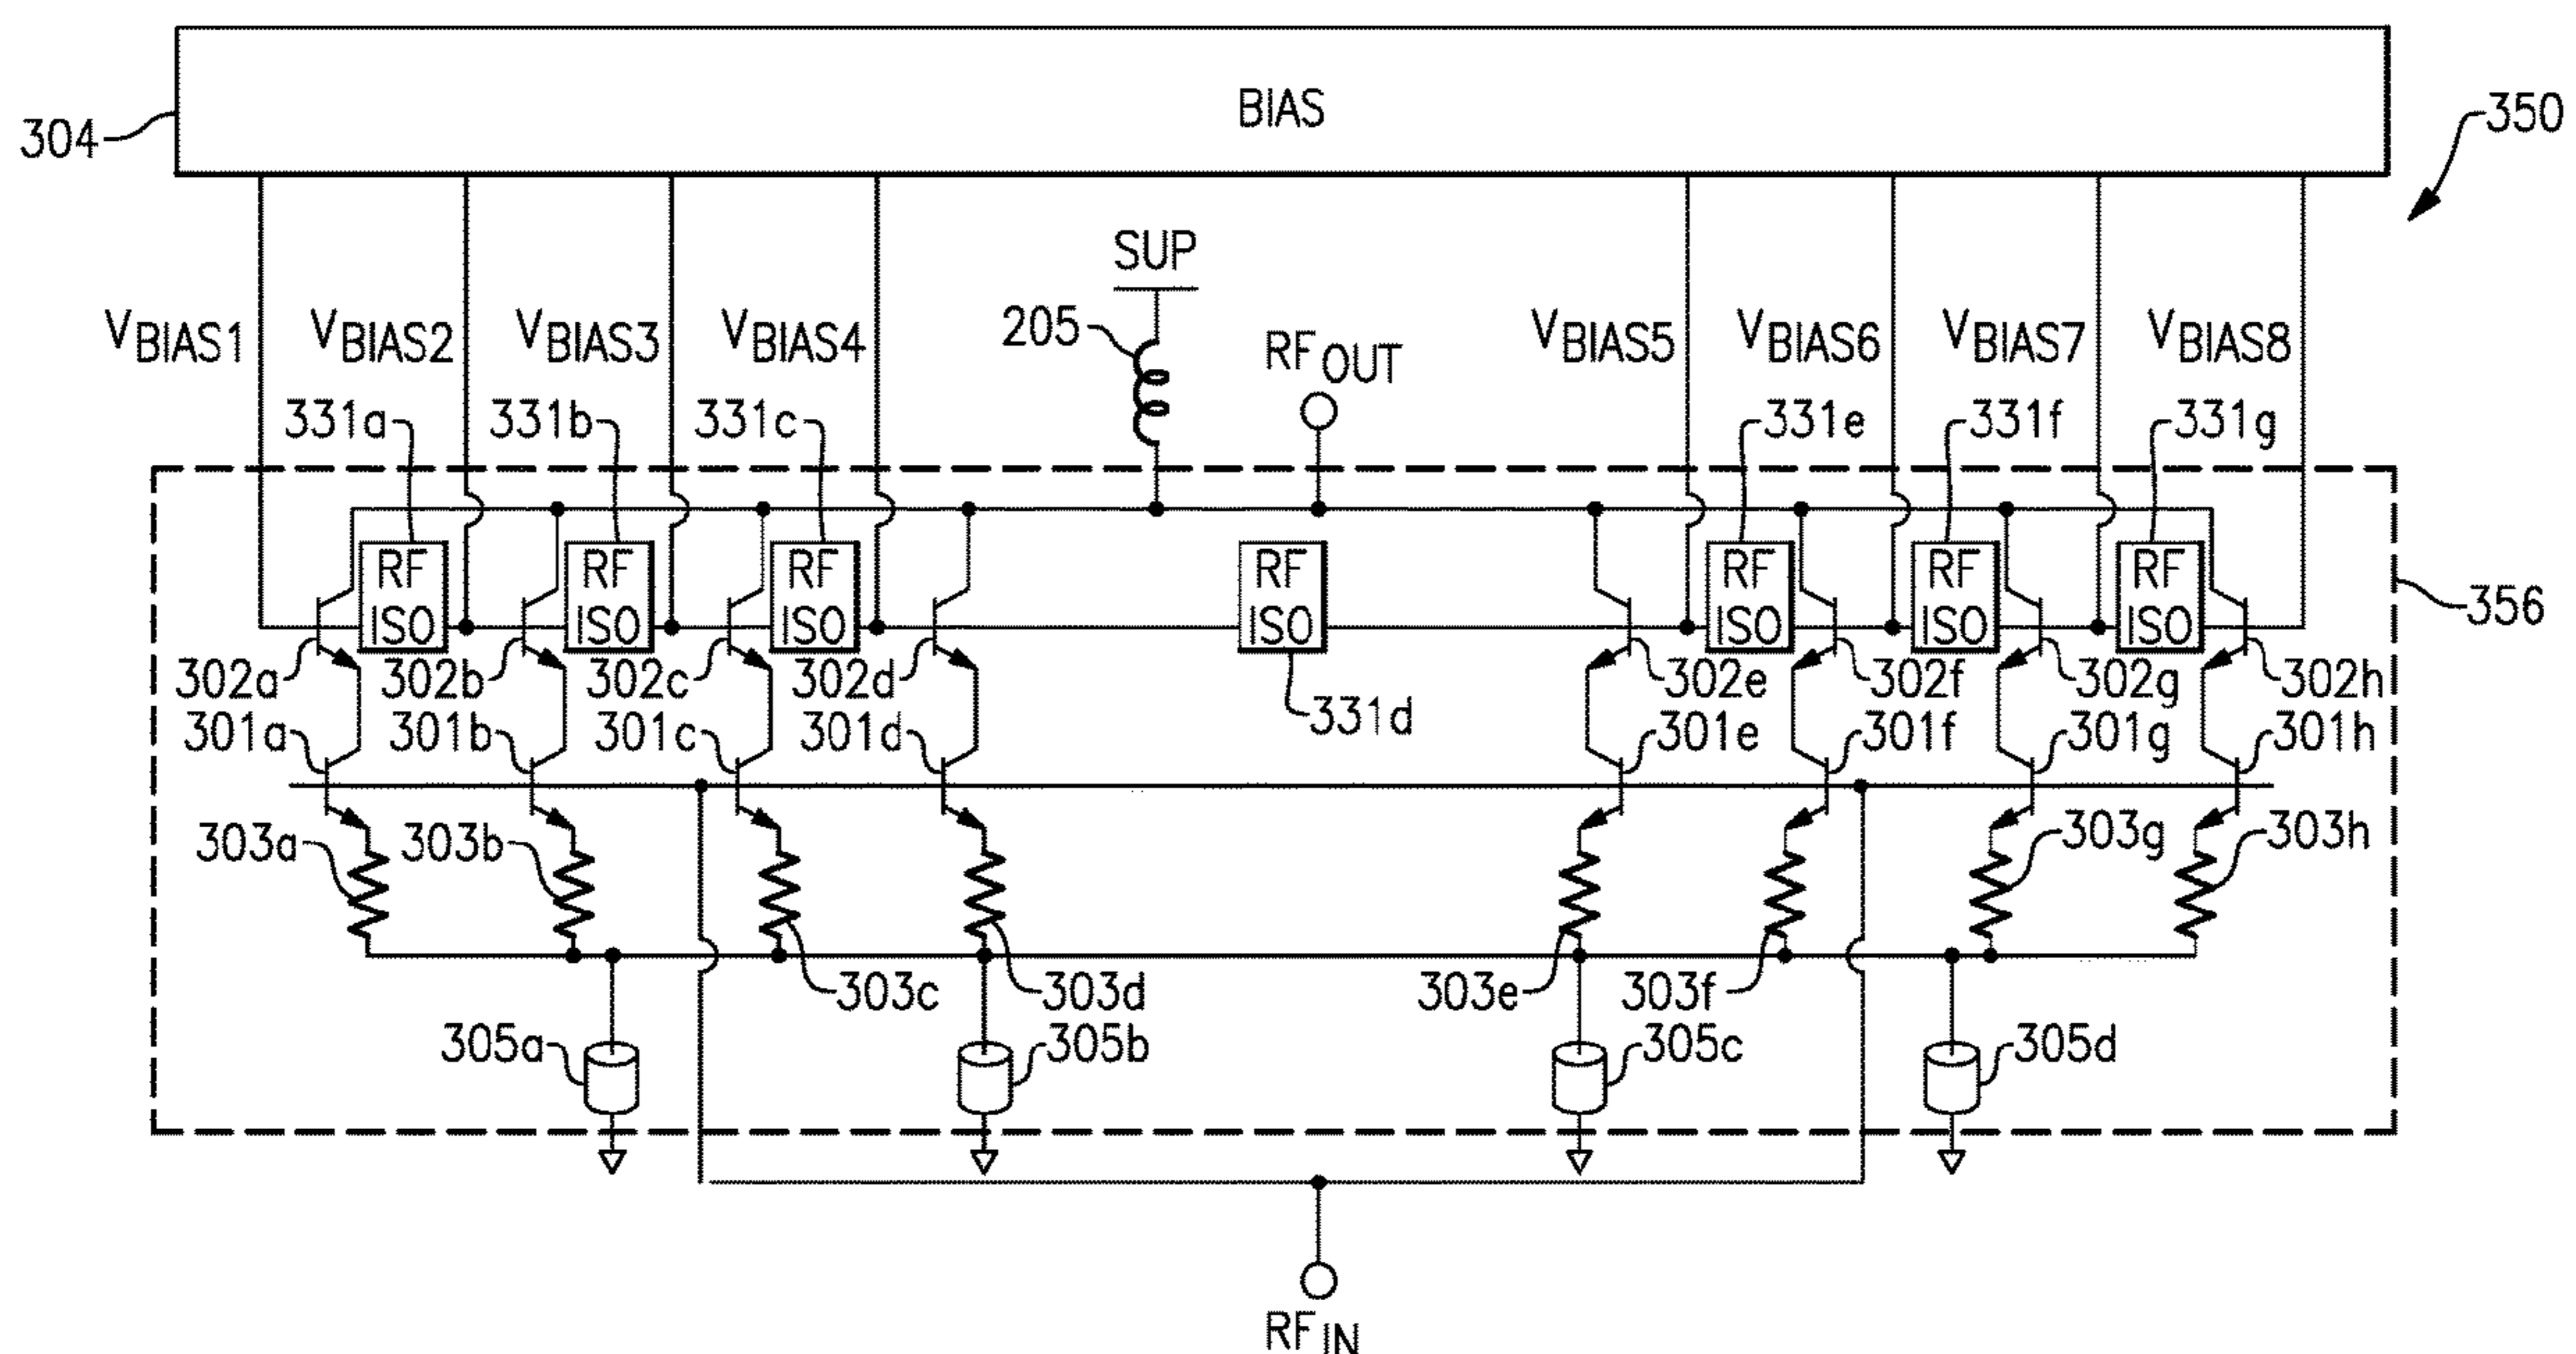 BIAS
304
350
SUP
205
RFOUT
VBIAS1
VBIAS2
VBIAS3
VBIAS4
VBIAS5
VBIAS6
VBIAS7
VBIAS8
331a
331b
331c
331e
331f
331g
RF
ISO
RF
ISO
RF
ISO
RF
ISO
RF
ISO
RF
ISO
RF
ISO
356
302a
302b
302c
302d
331d
302e
302f
302g
302h
301a
301b
301c
301d
301e
301f
301g
301h
303a
303b
303g
303h
303c
303d
303e
303f
305a
305b
305c
305d
RFIN